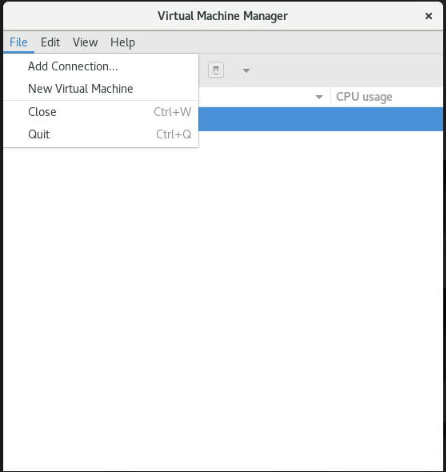 Virtual Machine Manager ×
File Edit View Help
Add Connection...
New Virtual Machine
CPU usage
Close Ctrl+W
Quit Ctrl+Q